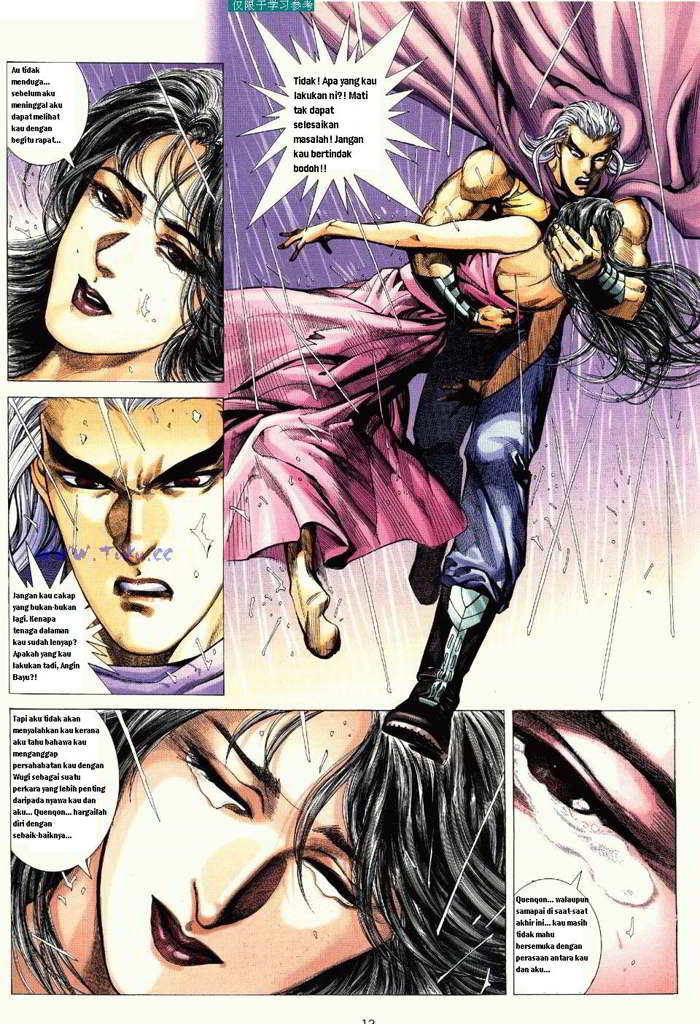 仅限于学习参考
Au tidak
menduga...
sebelum aku
meninggal aku
dapat melihat
kau dengan
begitu rapat...
Tidak! Apa yang kau
lakukan ni?! Mati
tak dapat
selesaikan
masalah! Jangan
kau bertindak
bodoh!!
Jangan kau cakap
yang bukan-bukan
lagi. Kenapa
tenaga dalaman
kau sudah lenyap?
Apakah yang kau
lakukan tadi, Angin
Bayu?!
Tapi aku tidak akan
menyalahkan kau kerana
aku tahu bahawa kau
menganggap
persahabatan kau dengan
Wugi sebagai suatu
perkara yang lebih penting
daripada nyawa kau dan
aku... Quenqon... hargailah
diri dengan
sebaik-baiknya...
Quenqon... walaupun
samapai di saat-saat
akhir ini... kau masih
tidak mahu
bersemuka dengan
perasaan antara kau
dan aku...
12